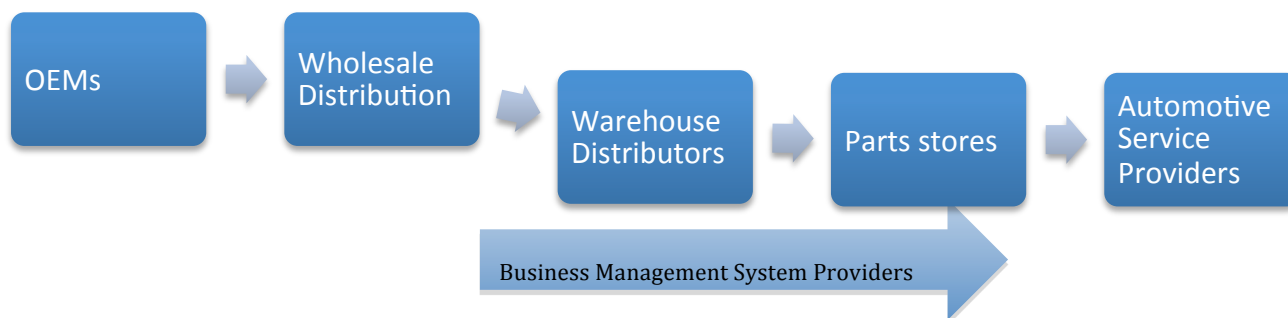 OEMs
Wholesale
Distribution
Warehouse
Distributors
Parts stores
Automotive
Service
Providers
Business Management System Providers